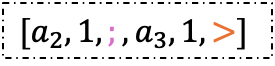 [a₂, 1, ; , a₃, 1, >]